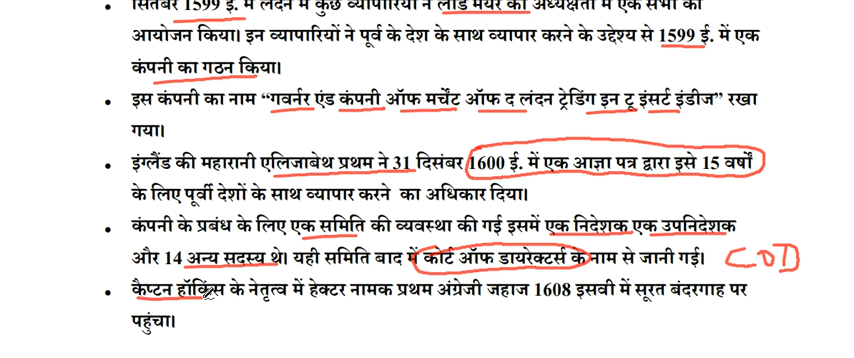 सितंबर 1599 ई. में लंदन में कुछ व्यापारियों ने लॉर्ड मेयर की अध्यक्षता में एक सभा का
आयोजन किया। इन व्यापारियों ने पूर्व के देश के साथ व्यापार करने के उद्देश्य से 1599 ई. में एक
कंपनी का गठन किया।
• इस कंपनी का नाम “गवर्नर एंड कंपनी ऑफ मर्चेंट ऑफ द लंदन ट्रेडिंग इन टू इंसर्ट इंडीज” रखा
गया।
• इंग्लैंड की महारानी एलिजाबेथ प्रथम ने 31 दिसंबर 1600 ई. में एक आज्ञा पत्र द्वारा इसे 15 वर्षों
के लिए पूर्वी देशों के साथ व्यापार करने का अधिकार दिया।
• कंपनी के प्रबंध के लिए एक समिति की व्यवस्था की गई इसमें एक निदेशक एक उपनिदेशक
और 14 अन्य सदस्य थे। यही समिति बाद में कोर्ट ऑफ डायरेक्टर्स के नाम से जानी गई। COD
• कैप्टन हॉकिंस के नेतृत्व में हेक्टर नामक प्रथम अंग्रेजी जहाज 1608 इसवी में सूरत बंदरगाह पर
पहुंचा।